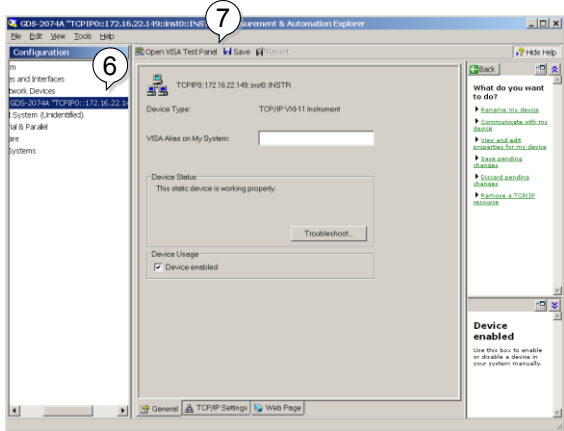 GDS-2074A "TCPIP0::172.16.22.149::inst0::INSTR" - Measurement & Automation Explorer
7
File Edit View Tools Help
Configuration
Open VISA Test Panel Save Revert
Hide Help
6
m
es and Interfaces
twork Devices
GDS-2074A "TCPIP0::172.16.22.14
l System (Unidentified)
rial & Parallel
are
Systems
TCPIP0::172.16.22.149::inst0::INSTR
Device Type: TCP/IP VXI-11 Instrument
VISA Alias on My System:
Device Status
This static device is working properly.
Troubleshoot...
Device Usage
Device enabled
General TCP/IP Settings Web Page
Back
What do you want
to do?
Rename my device
Communicate with my
device
View and edit
properties for my device
Save pending
changes
Discard pending
changes
Remove a TCP/IP
resource
Device
enabled
Use this box to enable
or disable a device in
your system manually.